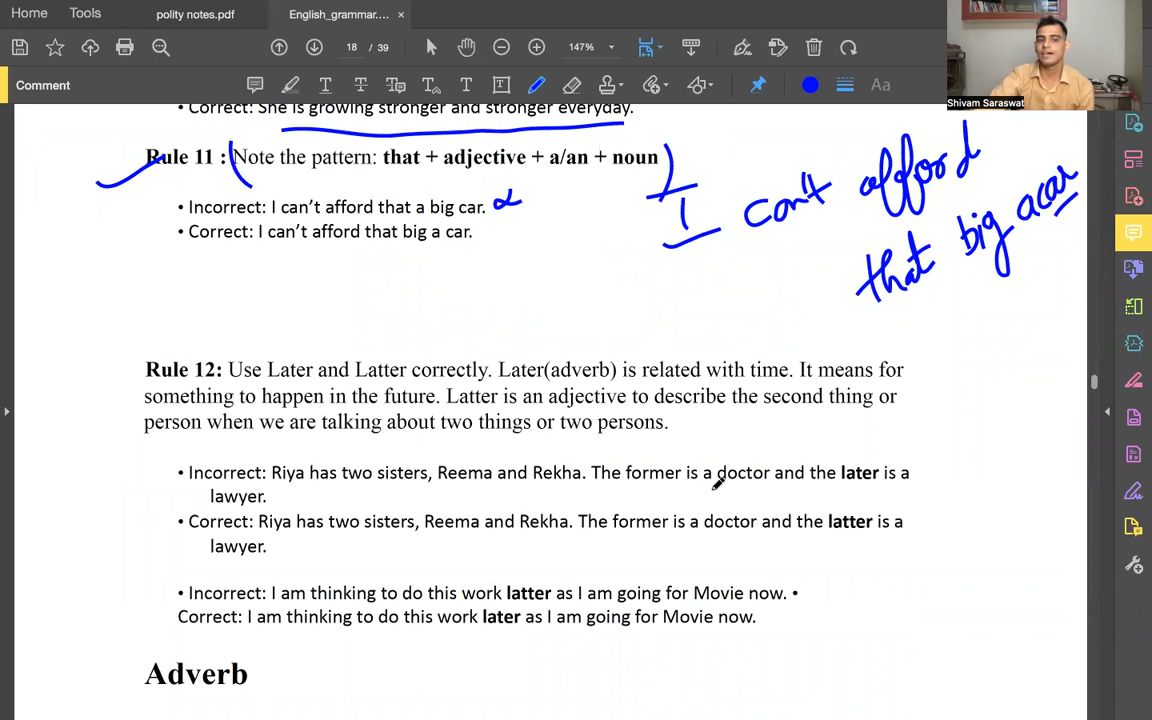 Home Tools polity notes.pdf English_grammar.... ×
18 / 39 147%
Comment Aa
Shivam Saraswat
• Correct: She is growing stronger and stronger everyday.
Rule 11 : Note the pattern: that + adjective + a/an + noun
• Incorrect: I can’t afford that a big car.
• Correct: I can’t afford that big a car.
I can't afford
that big a car
Rule 12: Use Later and Latter correctly. Later(adverb) is related with time. It means for
something to happen in the future. Latter is an adjective to describe the second thing or
person when we are talking about two things or two persons.
• Incorrect: Riya has two sisters, Reema and Rekha. The former is a doctor and the later is a
lawyer.
• Correct: Riya has two sisters, Reema and Rekha. The former is a doctor and the latter is a
lawyer.
• Incorrect: I am thinking to do this work latter as I am going for Movie now. •
Correct: I am thinking to do this work later as I am going for Movie now.
Adverb